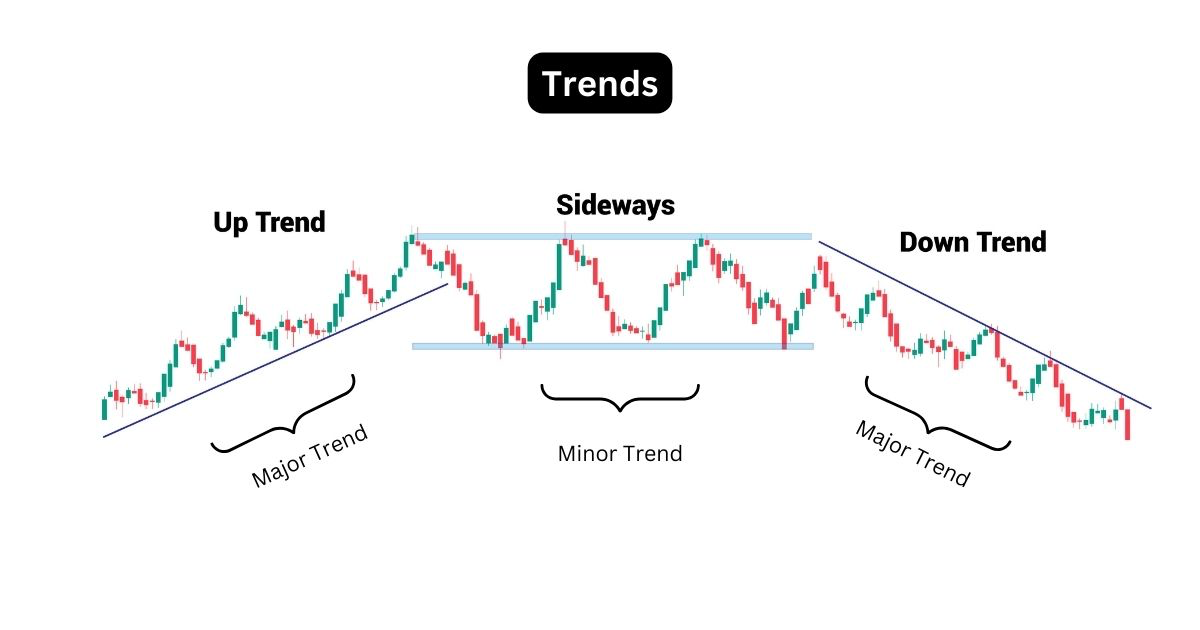 Trends
Up Trend
Sideways
Down Trend
Major Trend
Minor Trend
Major Trend